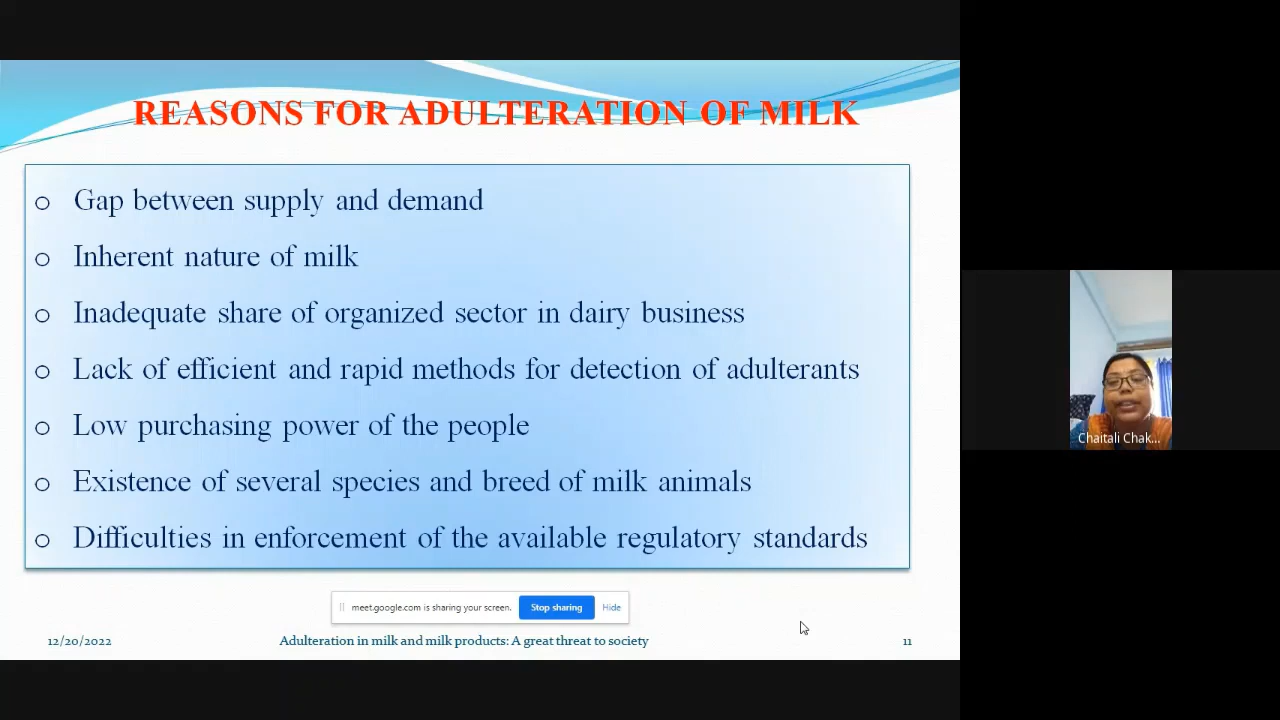 REASONS FOR ADULTERATION OF MILK
o Gap between supply and demand
o Inherent nature of milk
o Inadequate share of organized sector in dairy business
o Lack of efficient and rapid methods for detection of adulterants
o Low purchasing power of the people
o Existence of several species and breed of milk animals
o Difficulties in enforcement of the available regulatory standards
meet.google.com is sharing your screen. Stop sharing Hide
12/20/2022 Adulteration in milk and milk products: A great threat to society 11
Chaitali Chak...